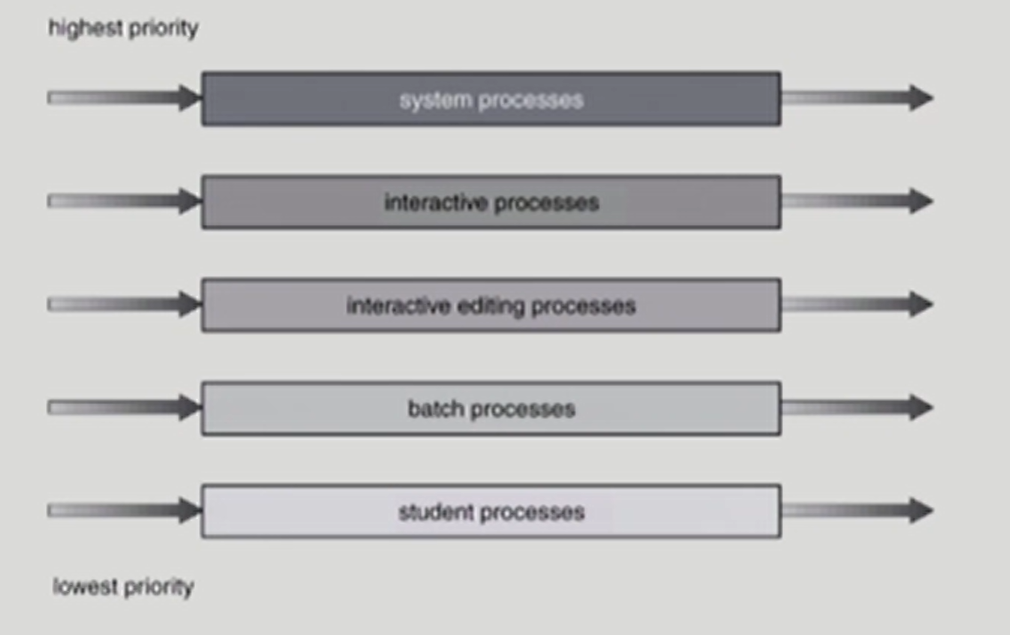 highest priority
system processes
interactive processes
interactive editing processes
batch processes
student processes
lowest priority